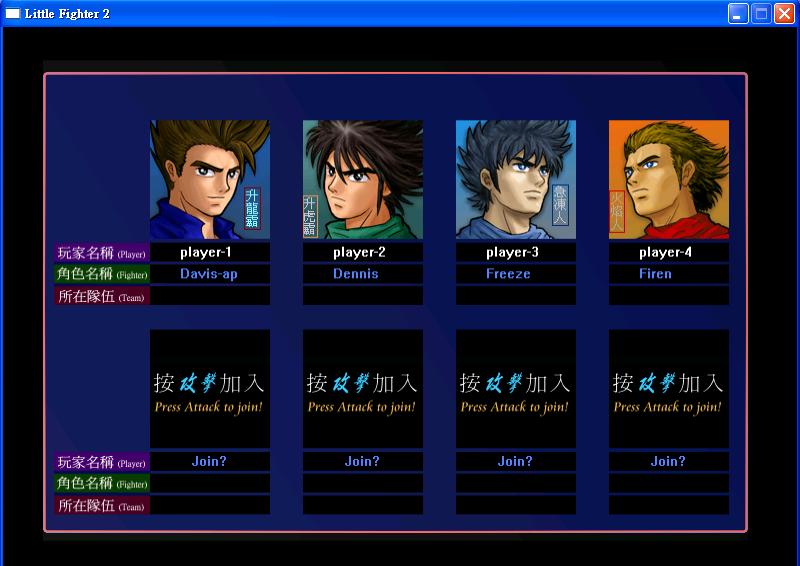 Little Fighter 2
升龍霸
升虎霸
急凍人
火焰人
玩家名稱 (Player) player-1 player-2 player-3 player-4
角色名稱 (Fighter) Davis-ap Dennis Freeze Firen
所在隊伍 (Team)
按攻擊加入 按攻擊加入 按攻擊加入 按攻擊加入
Press Attack to join! Press Attack to join! Press Attack to join! Press Attack to join!
玩家名稱 (Player) Join? Join? Join? Join?
角色名稱 (Fighter)
所在隊伍 (Team)